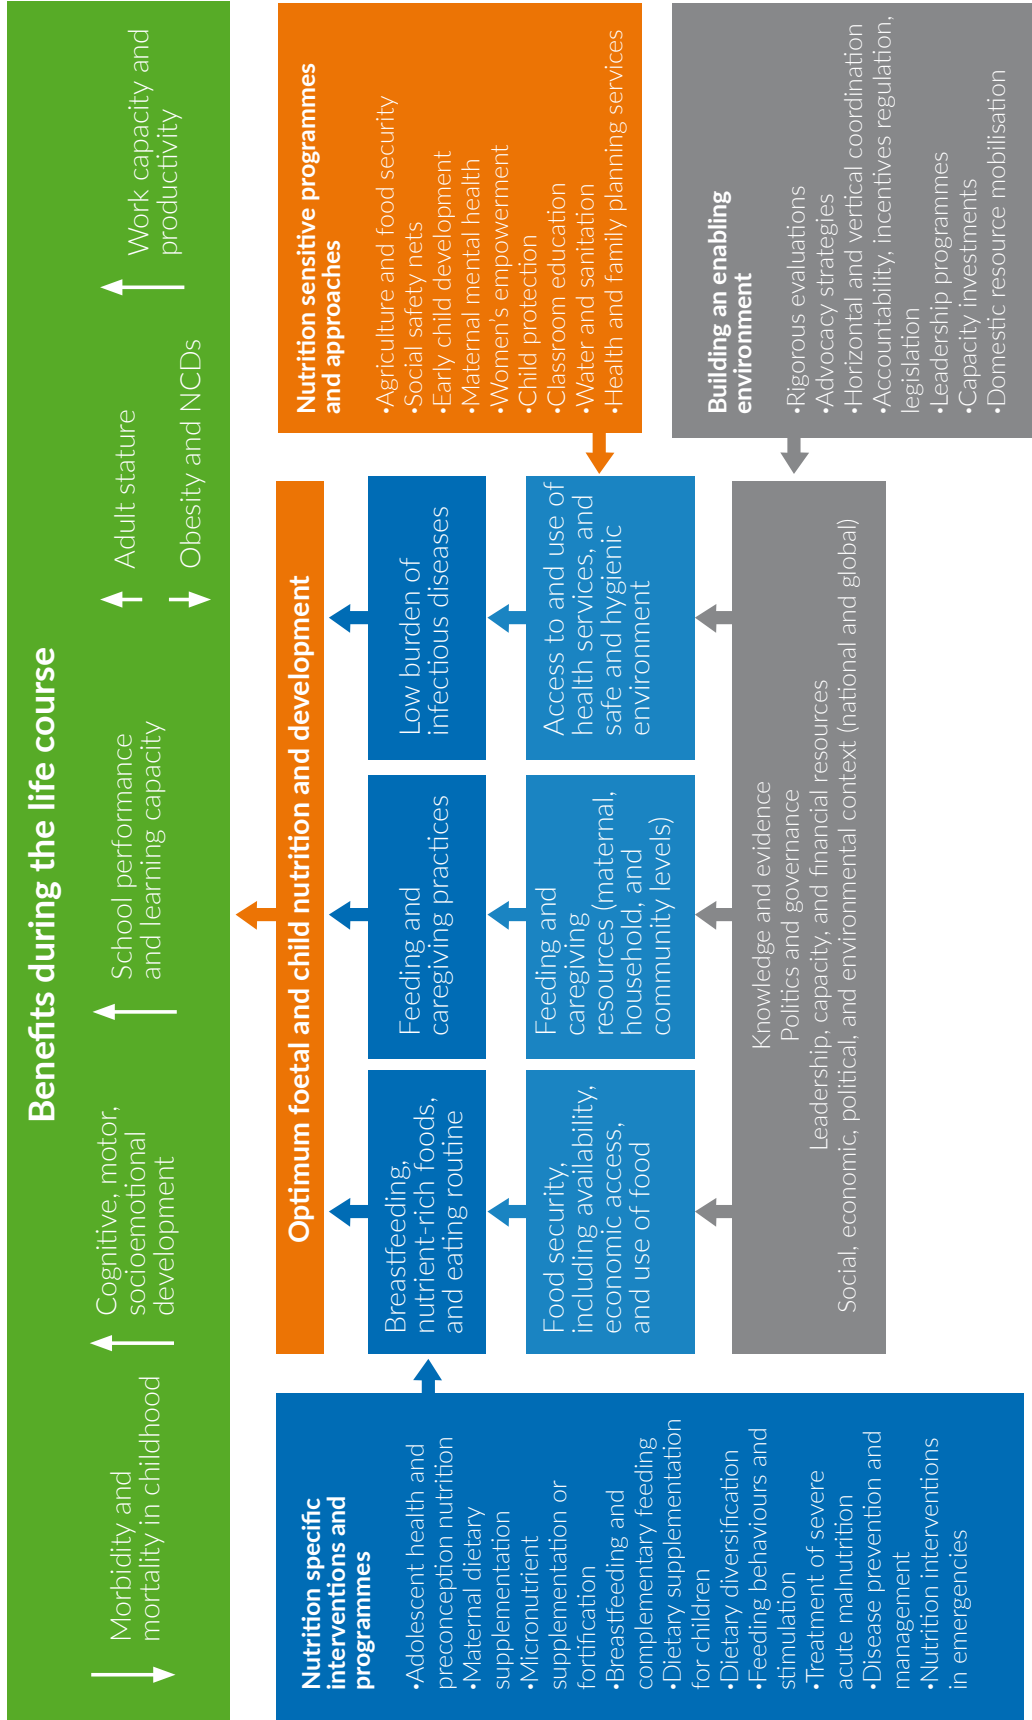 Benefits during the life course
Morbidity and
mortality in childhood
Cognitive, motor,
socioemotional
development
School performance
and learning capacity
Adult stature
Obesity and NCDs
Work capacity and
productivity
Nutrition specific
interventions and
programmes
•Adolescent health and
preconception nutrition
•Maternal dietary
supplementation
•Micronutrient
supplementation or
fortification
•Breastfeeding and
complementary feeding
•Dietary supplementation
for children
•Dietary diversification
•Feeding behaviours and
stimulation
•Treatment of severe
acute malnutrition
•Disease prevention and
management
•Nutrition interventions
in emergencies
Optimum foetal and child nutrition and development
Breastfeeding,
nutrient-rich foods,
and eating routine
Feeding and
caregiving practices
Low burden of
infectious diseases
Food security,
including availability,
economic access,
and use of food
Feeding and
caregiving
resources (maternal,
household, and
community levels)
Access to and use of
health services, and
safe and hygienic
environment
Knowledge and evidence
Politics and governance
Leadership, capacity, and financial resources
Social, economic, political, and environmental context (national and global)
Nutrition sensitive programmes
and approaches
•Agriculture and food security
•Social safety nets
•Early child development
•Maternal mental health
•Women's empowerment
•Child protection
•Classroom education
•Water and sanitation
•Health and family planning services
Building an enabling
environment
•Rigorous evaluations
•Advocacy strategies
•Horizontal and vertical coordination
•Accountability, incentives regulation,
legislation
•Leadership programmes
•Capacity investments
•Domestic resource mobilisation